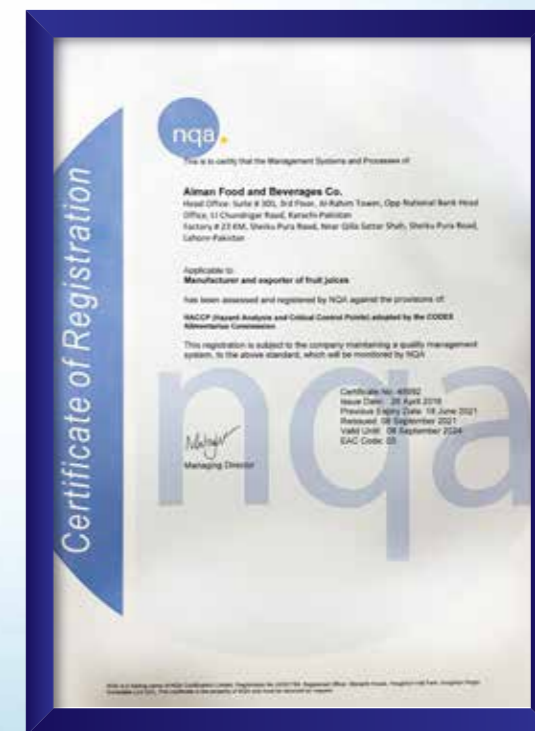 Certificate of Registration
nqa.
This is to certify that the Management Systems and Processes of:
Aiman Food and Beverages Co.
Head Office: Suite # 301, 3rd Floor, Al-Rahim Tower, Opp National Bank Head
Office, I.I Chundrigar Road, Karachi-Pakistan
Factory # 23 KM, Sheiku Pura Road, Near Qilla Sattar Shah, Sheiku Pura Road,
Lahore-Pakistan
Applicable to:
Manufacturer and exporter of fruit juices
has been assessed and registered by NQA against the provisions of:
HACCP (Hazard Analysis and Critical Control Points) adopted by the CODEX
Alimentarius Commission
This registration is subject to the company maintaining a quality management
system, to the above standard, which will be monitored by NQA
nqa
Certificate No:
Issue Date: 26 April 2018
Previous Expiry Date: 18 June 2021
Reissued: 08 September 2021
Valid Until: 08 September 2024
EAC Code: 03
Managing Director